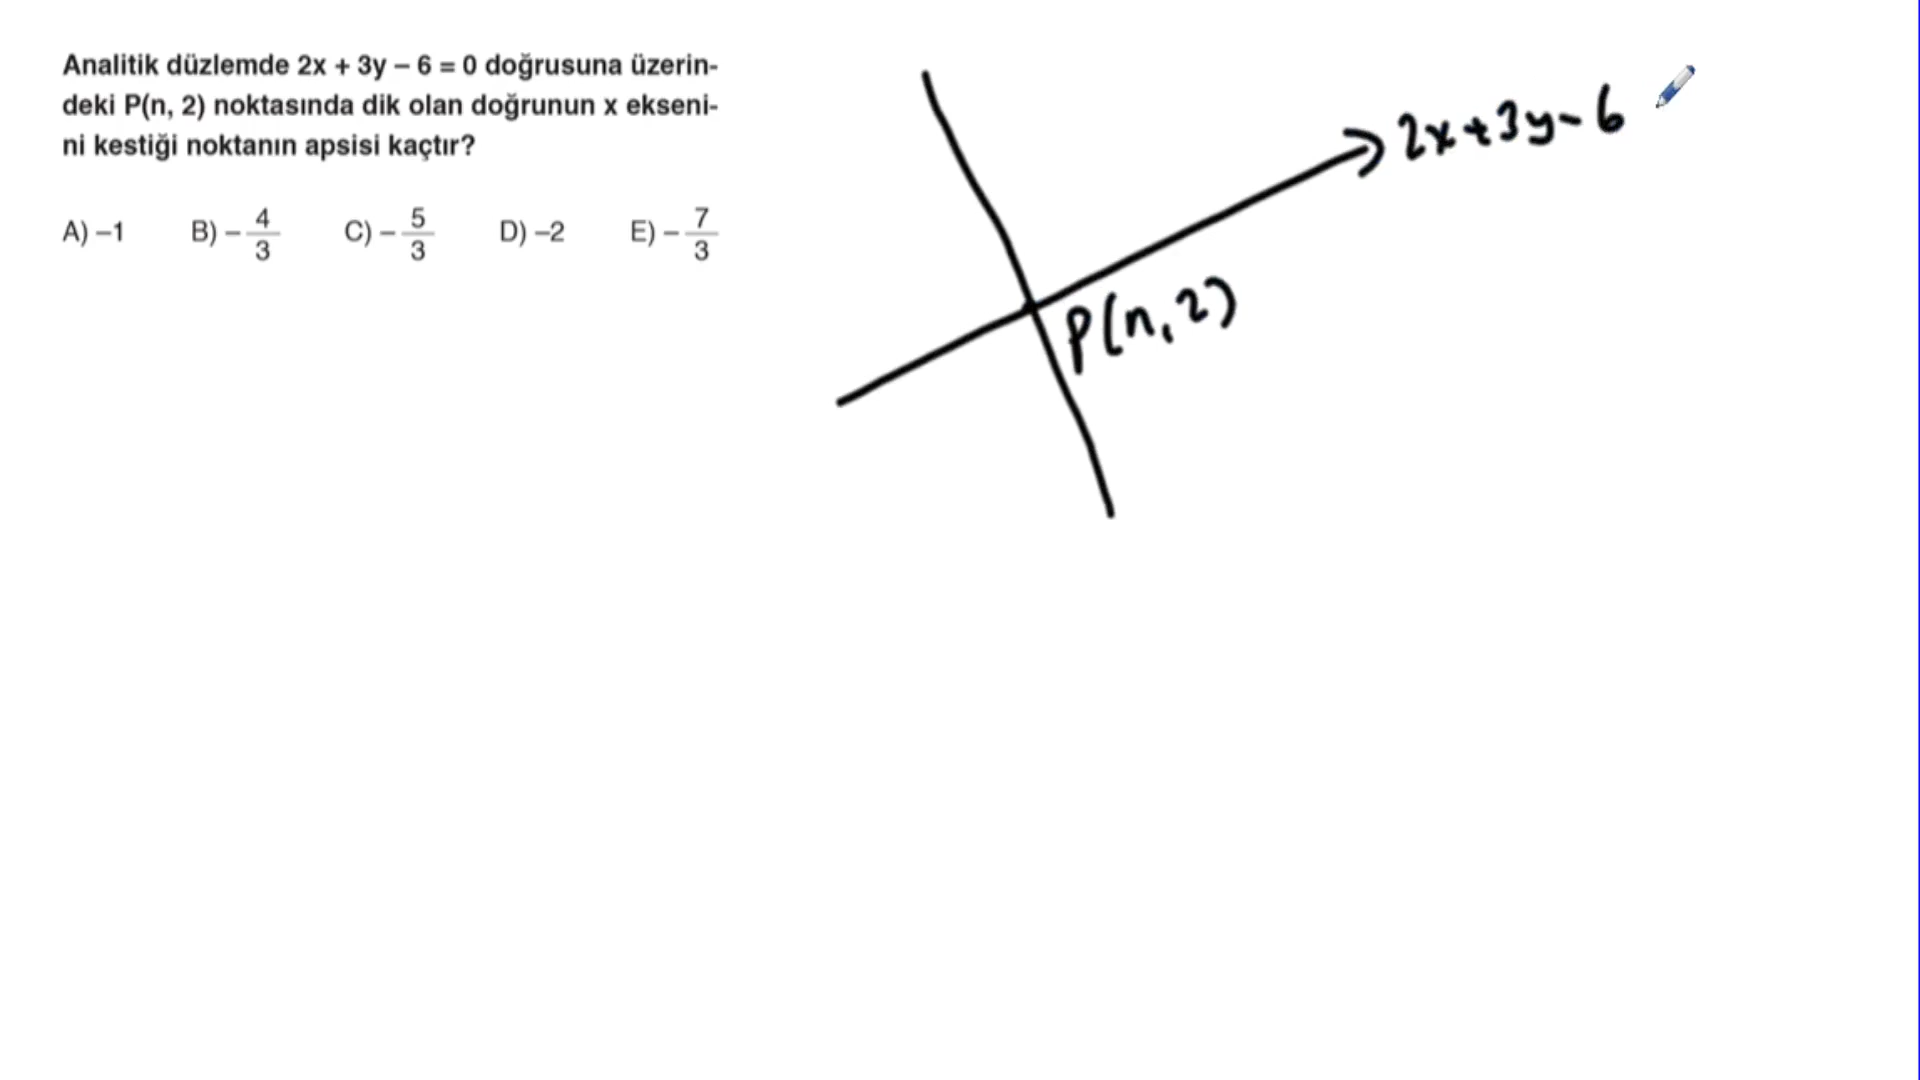 Analitik düzlemde 2x + 3y – 6 = 0 doğrusuna üzerin-
deki P(n, 2) noktasında dik olan doğrunun x ekseni-
ni kestiği noktanın apsisi kaçtır?
A) –1 B) – 4/3 C) – 5/3 D) –2 E) – 7/3
2x+3y-6
P(n,2)